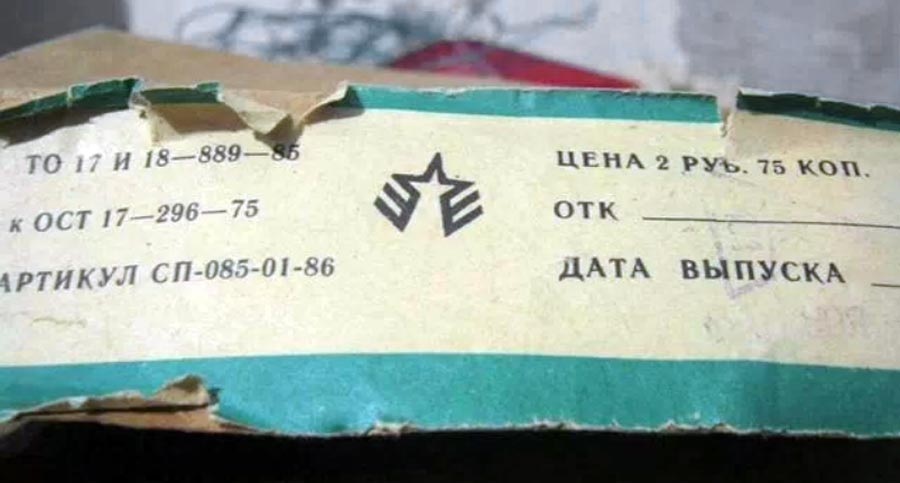 ТО 17 И 18—889—85
к ОСТ 17—296—75
АРТИКУЛ СП-085-01-86
ЦЕНА 2 РУЪ. 75 КОП.
ОТК
ДАТА ВЫПУСКА